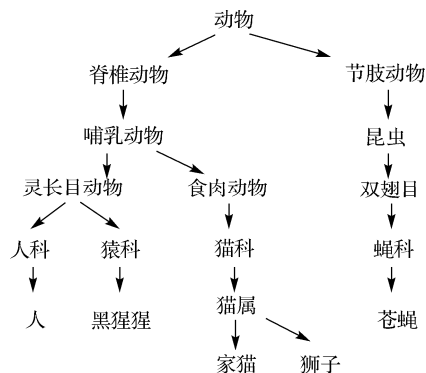 动物
脊椎动物 节肢动物
哺乳动物 昆虫
灵长目动物 食肉动物 双翅目
人科 猿科 猫科 蝇科
猫属
人 黑猩猩 苍蝇
家猫 狮子